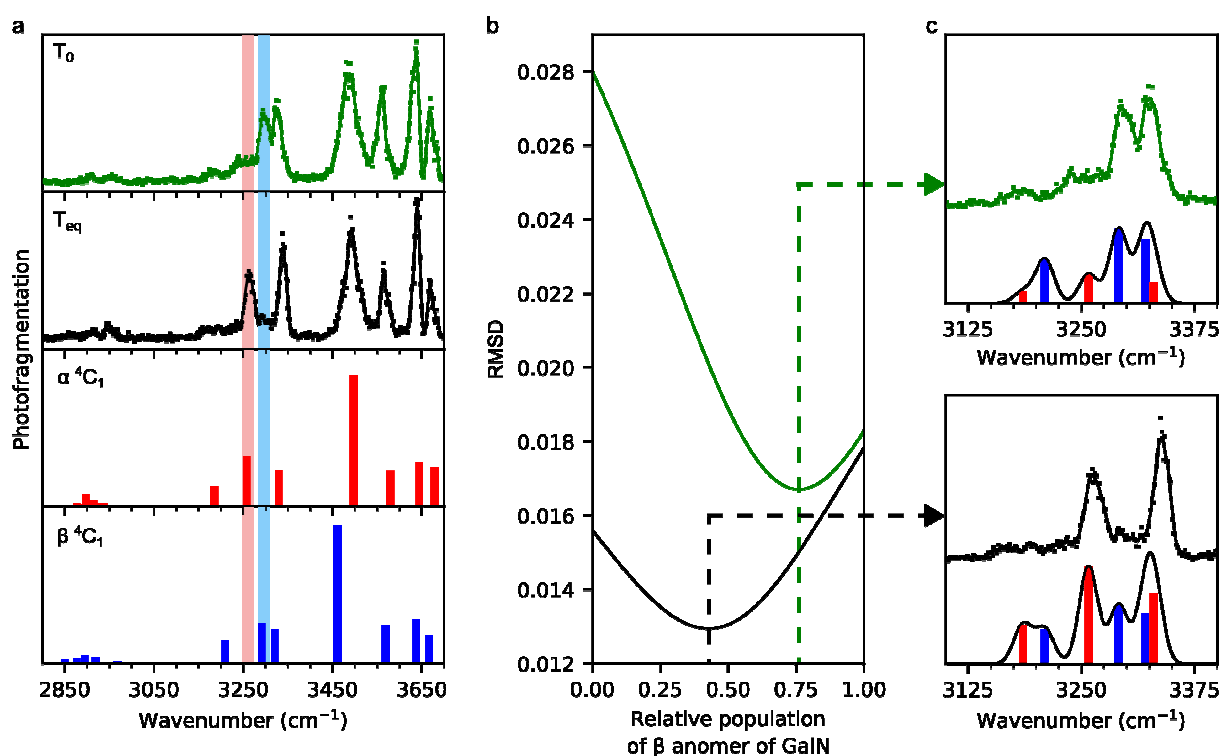 a
T₀
T_eq
α ⁴C₁
β ⁴C₁
Photofragmentation
2850 3050 3250 3450 3650
Wavenumber (cm⁻¹)
b
0.028
0.026
0.024
0.022
0.020
0.018
0.016
0.014
0.012
RMSD
0.00 0.25 0.50 0.75 1.00
Relative population
of β anomer of GalN
c
3125 3250 3375
Wavenumber (cm⁻¹)
3125 3250 3375
Wavenumber (cm⁻¹)